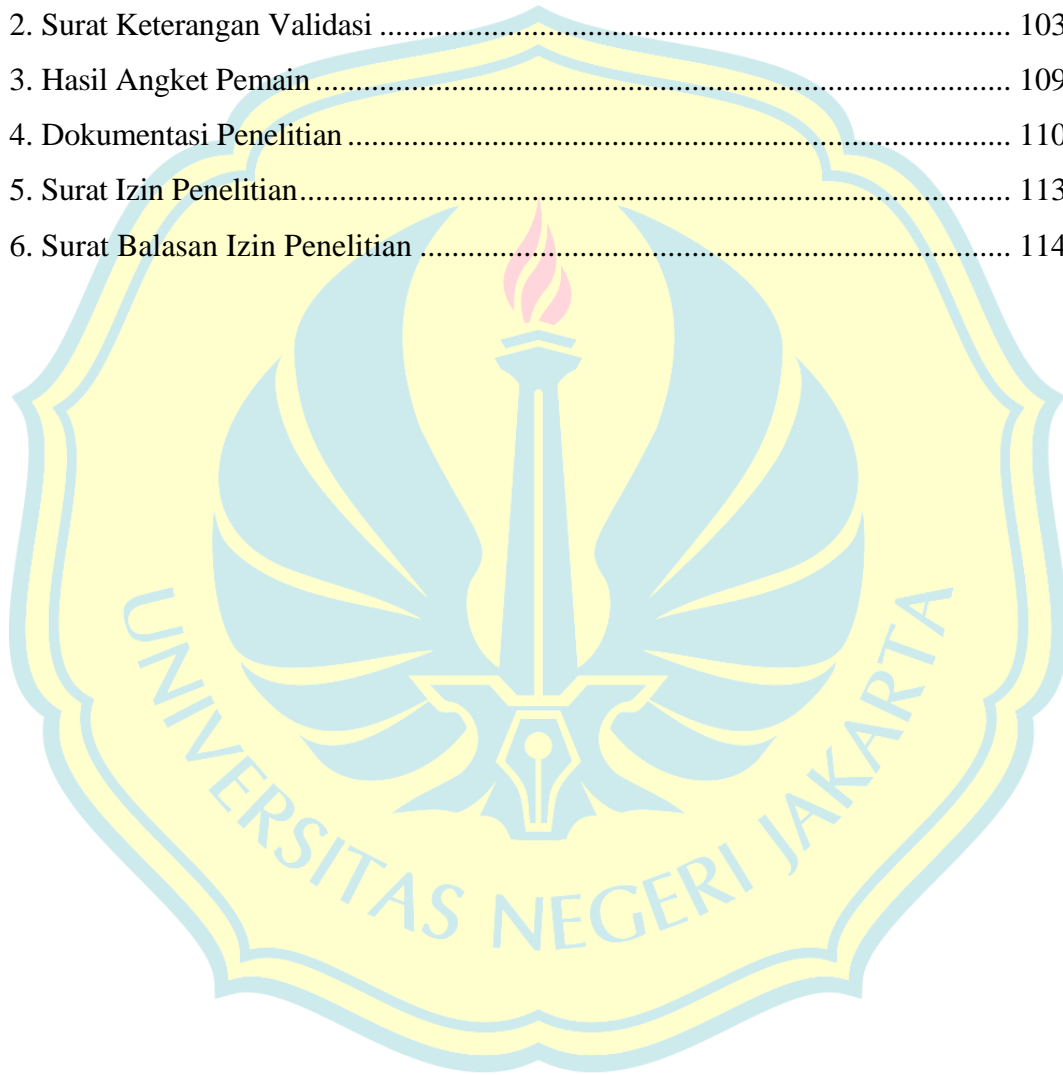 2. Surat Keterangan Validasi ........................................................................................ 103
3. Hasil Angket Pemain ................................................................................................. 109
4. Dokumentasi Penelitian ............................................................................................ 110
5. Surat Izin Penelitian................................................................................................... 113
6. Surat Balasan Izin Penelitian .................................................................................... 114
UNIVERSITAS NEGERI JAKARTA